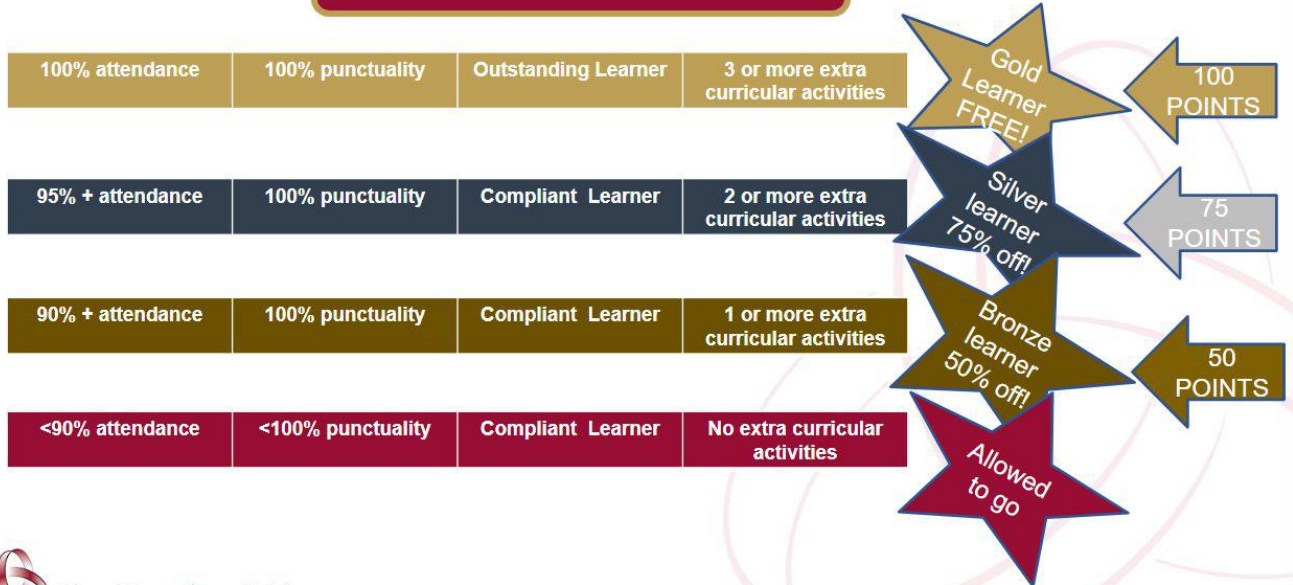 100% attendance
100% punctuality
Outstanding Learner
3 or more extra
curricular activities
Gold
Learner
FREE!
100
POINTS
95% + attendance
100% punctuality
Compliant Learner
2 or more extra
curricular activities
Silver
learner
75% off!
75
POINTS
90% + attendance
100% punctuality
Compliant Learner
1 or more extra
curricular activities
Bronze
learner
50% off!
50
POINTS
<90% attendance
<100% punctuality
Compliant Learner
No extra curricular
activities
Allowed
to go